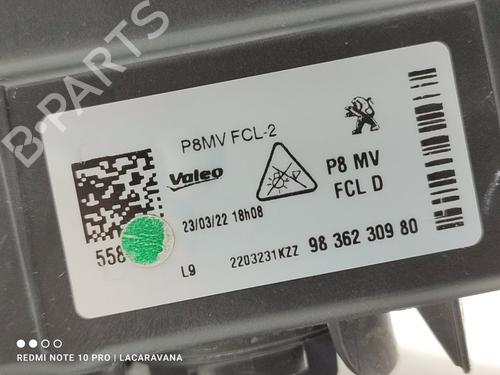 P8MV FCL-2
Valeo
P8 MV
FCL D
23/03/22 18h08
558
L9
2203231KZZ
98 362 309 80
B-PARTS
REDMI NOTE 10 PRO | LACARAVANA